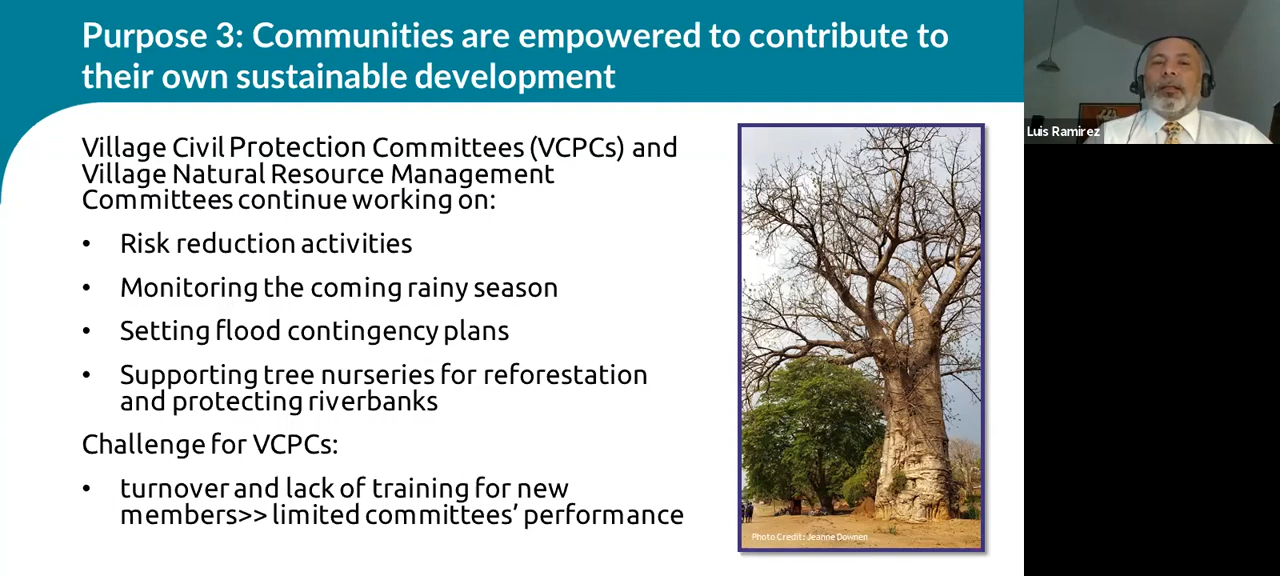 Purpose 3: Communities are empowered to contribute to
their own sustainable development
Village Civil Protection Committees (VCPCs) and
Village Natural Resource Management
Committees continue working on:
• Risk reduction activities
• Monitoring the coming rainy season
• Setting flood contingency plans
• Supporting tree nurseries for reforestation
and protecting riverbanks
Challenge for VCPCs:
• turnover and lack of training for new
members>> limited committees’ performance
Photo Credit: Jeanne Downen
Luis Ramirez